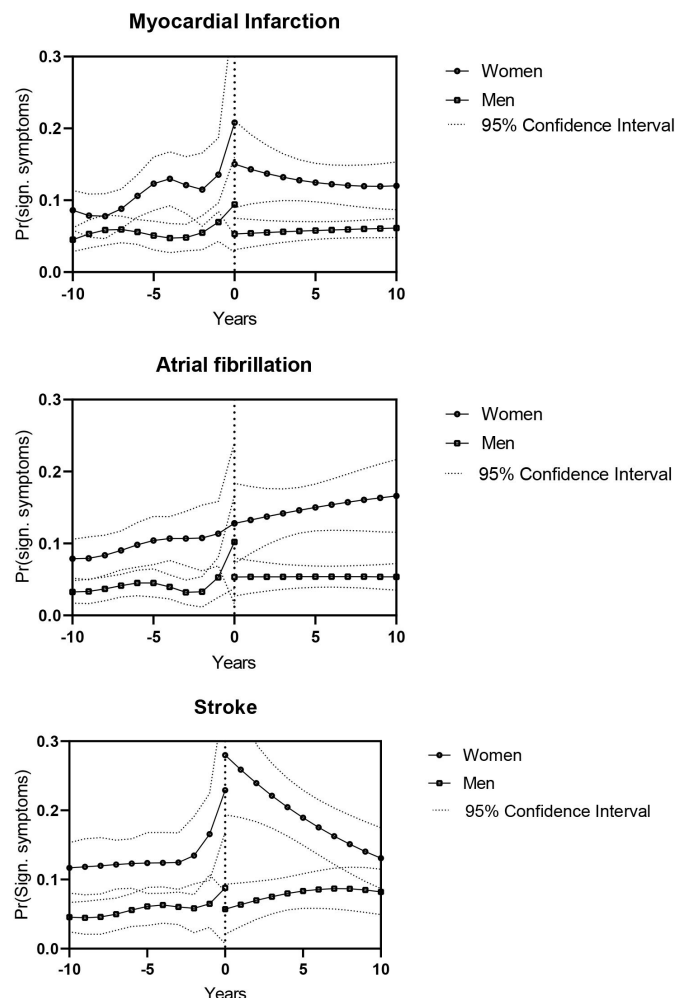 Myocardial Infarction
0.3
0.2
0.1
0.0
Pr(sign. symptoms)
-10
-5
0
5
10
Years
Women
Men
95% Confidence Interval
Atrial fibrillation
0.3
0.2
0.1
0.0
Pr(sign. symptoms)
-10
-5
0
5
10
Years
Women
Men
95% Confidence Interval
Stroke
0.3
0.2
0.1
0.0
Pr(Sign. symptoms)
-10
-5
0
5
10
Years
Women
Men
95% Confidence Interval